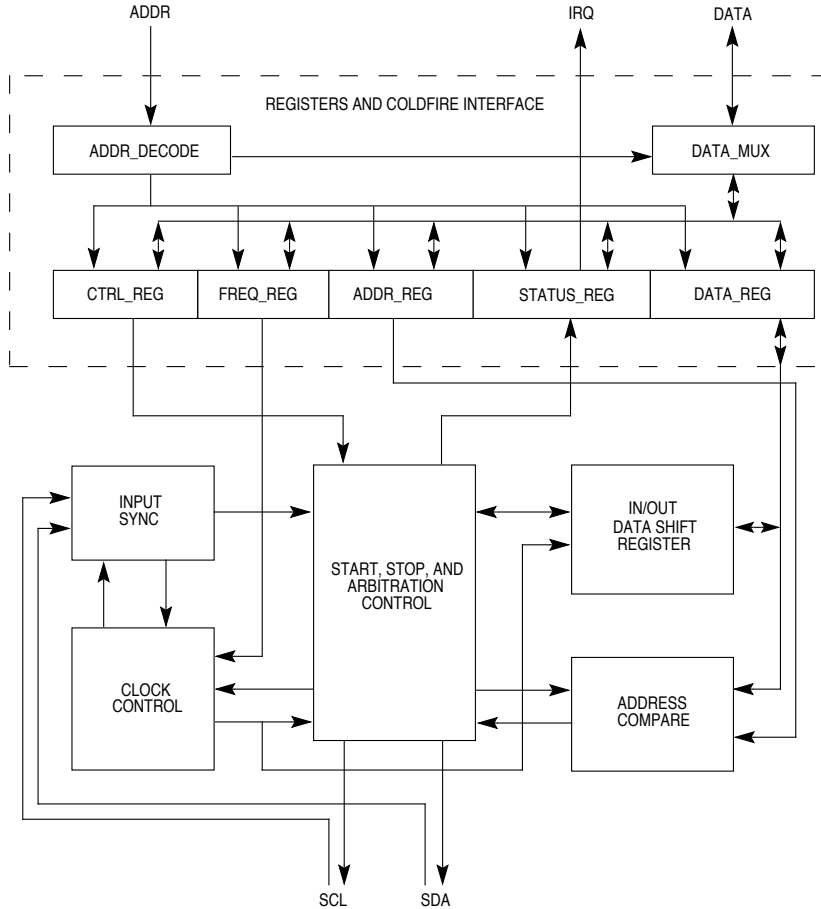 ADDR
IRQ
DATA
REGISTERS AND COLDFIRE INTERFACE
ADDR_DECODE
DATA_MUX
CTRL_REG
FREQ_REG
ADDR_REG
STATUS_REG
DATA_REG
INPUT
SYNC
START, STOP, AND
ARBITRATION
CONTROL
IN/OUT
DATA SHIFT
REGISTER
CLOCK
CONTROL
ADDRESS
COMPARE
SCL
SDA